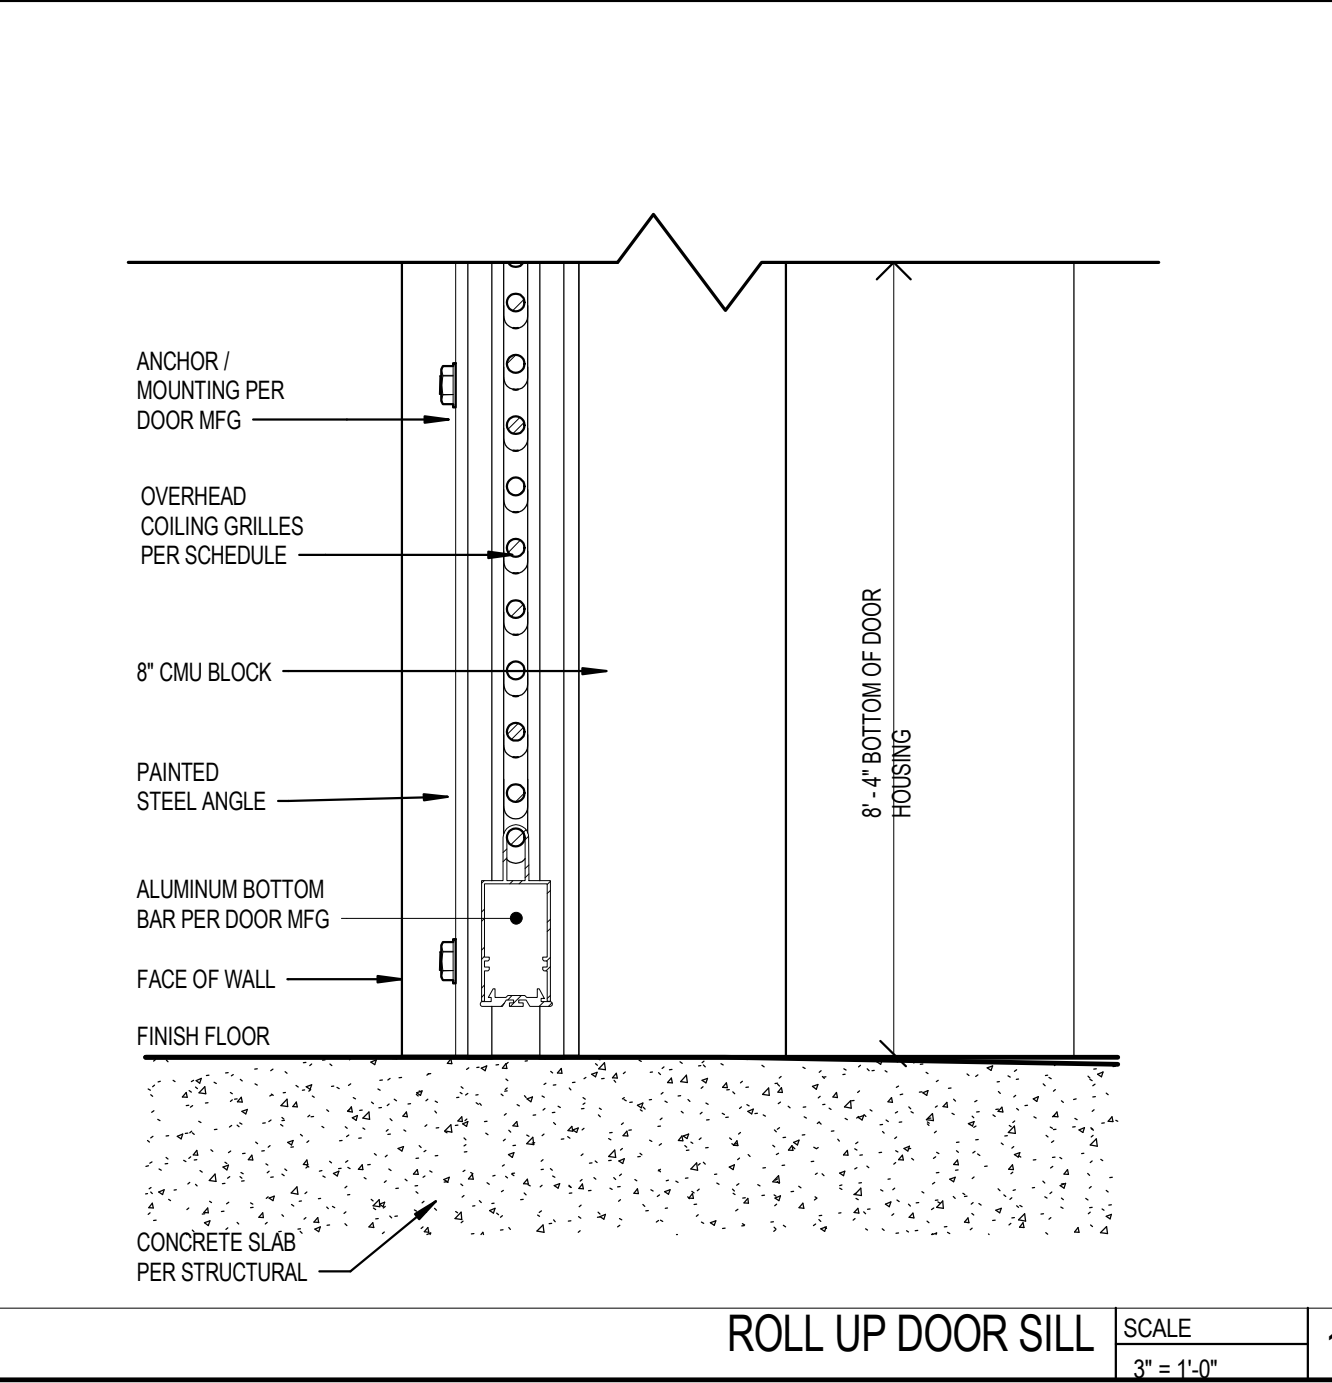 ANCHOR /
MOUNTING PER
DOOR MFG
OVERHEAD
COILING GRILLES
PER SCHEDULE
8" CMU BLOCK
PAINTED
STEEL ANGLE
ALUMINUM BOTTOM
BAR PER DOOR MFG
FACE OF WALL
FINISH FLOOR
8' - 4" BOTTOM OF DOOR
HOUSING
CONCRETE SLAB
PER STRUCTURAL
ROLL UP DOOR SILL
SCALE
3" = 1'-0"